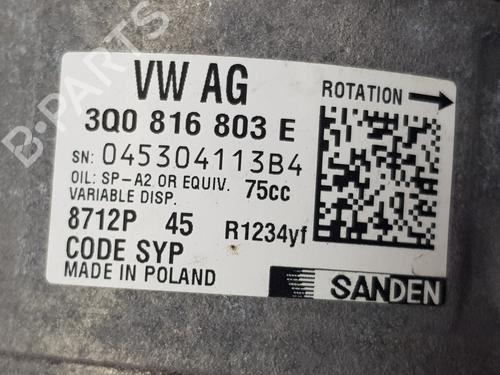 VW AG
ROTATION
3Q0 816 803 E
SN: 045304113B4
OIL: SP-A2 OR EQUIV. 75cc
VARIABLE DISP.
8712P 45 R1234yf
CODE SYP
MADE IN POLAND
SANDEN
B-PARTS